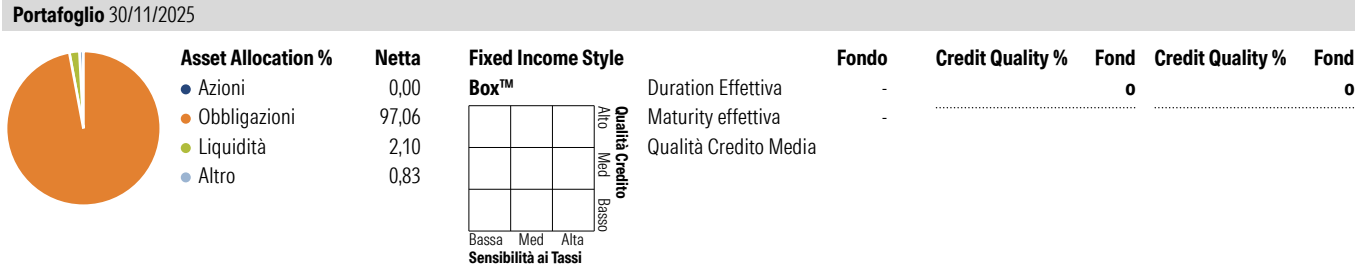 Portafoglio 30/11/2025
Asset Allocation % Netta
Azioni 0,00
Obbligazioni 97,06
Liquidità 2,10
Altro 0,83
Fixed Income Style
Box™
Alto Med Basso
Qualità Credito
Bassa Med Alta
Sensibilità ai Tassi
Fondo
Duration Effettiva -
Maturity effettiva -
Qualità Credito Media
Credit Quality % Fond
o
Credit Quality % Fond
o